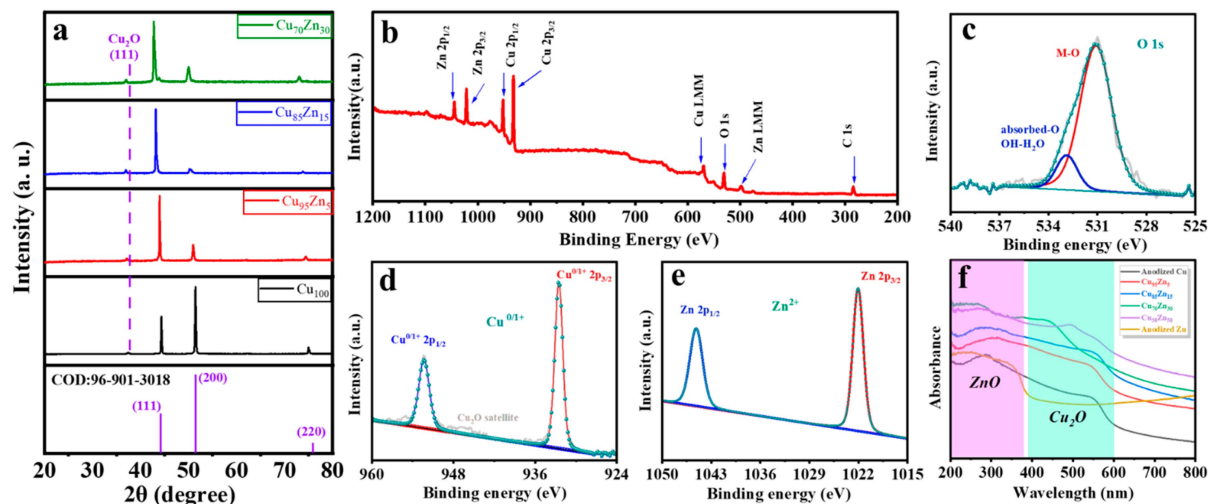 a
Cu₂O
(111)
Cu₇₀Zn₃₀
Cu₈₅Zn₁₅
Cu₉₅Zn₅
Cu₁₀₀
COD:96-901-3018
(111)
(200)
(220)
Intensity (a. u.)
20 30 40 50 60 70 80
2θ (degree)
b
Zn 2p₁/₂
Zn 2p₃/₂
Cu 2p₁/₂
Cu 2p₃/₂
Cu LMM
O 1s
Zn LMM
C 1s
Intensity(a.u.)
1200 1100 1000 900 800 700 600 500 400 300 200
Binding Energy (eV)
c
O 1s
M-O
absorbed-O
OH-H₂O
Intensity (a.u.)
540 537 534 531 528 525
Binding energy (eV)
d
Cu⁰/¹⁺ 2p₃/₂
Cu⁰/¹⁺
Cu⁰/¹⁺ 2p₁/₂
Cu₂O satellite
Intensity (a.u.)
960 948 936 924
Binding energy (eV)
e
Zn 2p₃/₂
Zn 2p₁/₂
Zn²⁺
Intensity (a.u.)
1050 1043 1036 1029 1022 1015
Binding energy (eV)
f
Anodized Cu
Cu₉₅Zn₅
Cu₈₅Zn₁₅
Cu₇₀Zn₃₀
Cu₅₀Zn₅₀
Anodized Zn
ZnO
Cu₂O
Absorbance
200 300 400 500 600 700 800
Wavelength (nm)